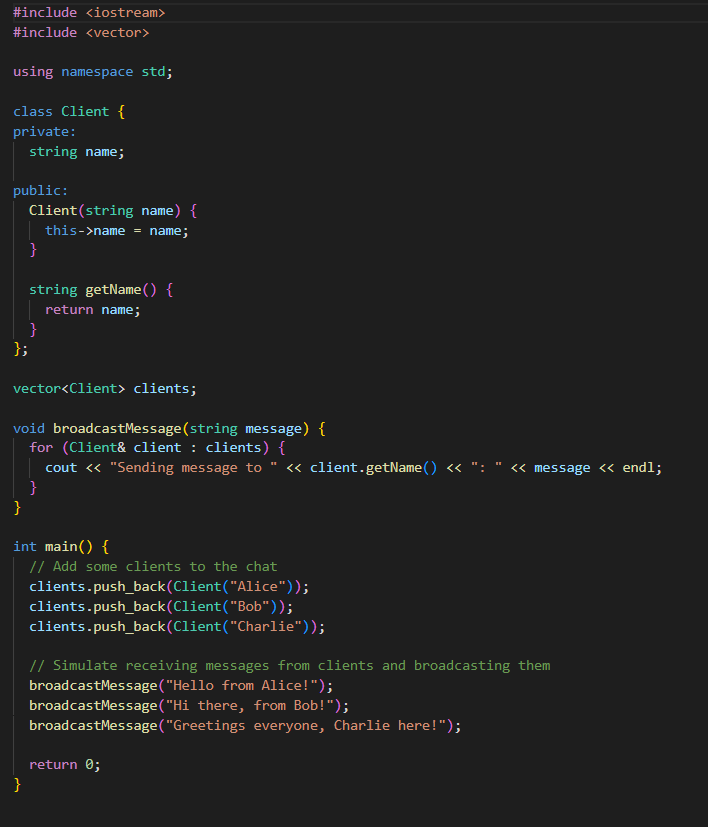 #include <iostream>
#include <vector>
using namespace std;
class Client {
private:
string name;
public:
Client(string name) {
this->name = name;
}
string getName() {
return name;
}
};
vector<Client> clients;
void broadcastMessage(string message) {
for (Client& client : clients) {
cout << "Sending message to " << client.getName() << ": " << message << endl;
}
}
int main() {
// Add some clients to the chat
clients.push_back(Client("Alice"));
clients.push_back(Client("Bob"));
clients.push_back(Client("Charlie"));
// Simulate receiving messages from clients and broadcasting them
broadcastMessage("Hello from Alice!");
broadcastMessage("Hi there, from Bob!");
broadcastMessage("Greetings everyone, Charlie here!");
return 0;
}